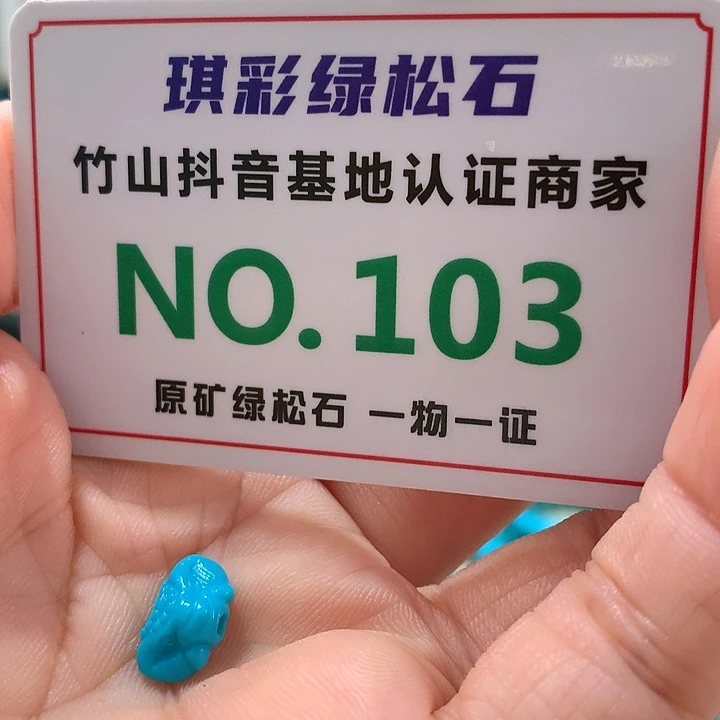 琪彩绿松石
竹山抖音基地认证商家
NO.103
原矿绿松石 一物一证